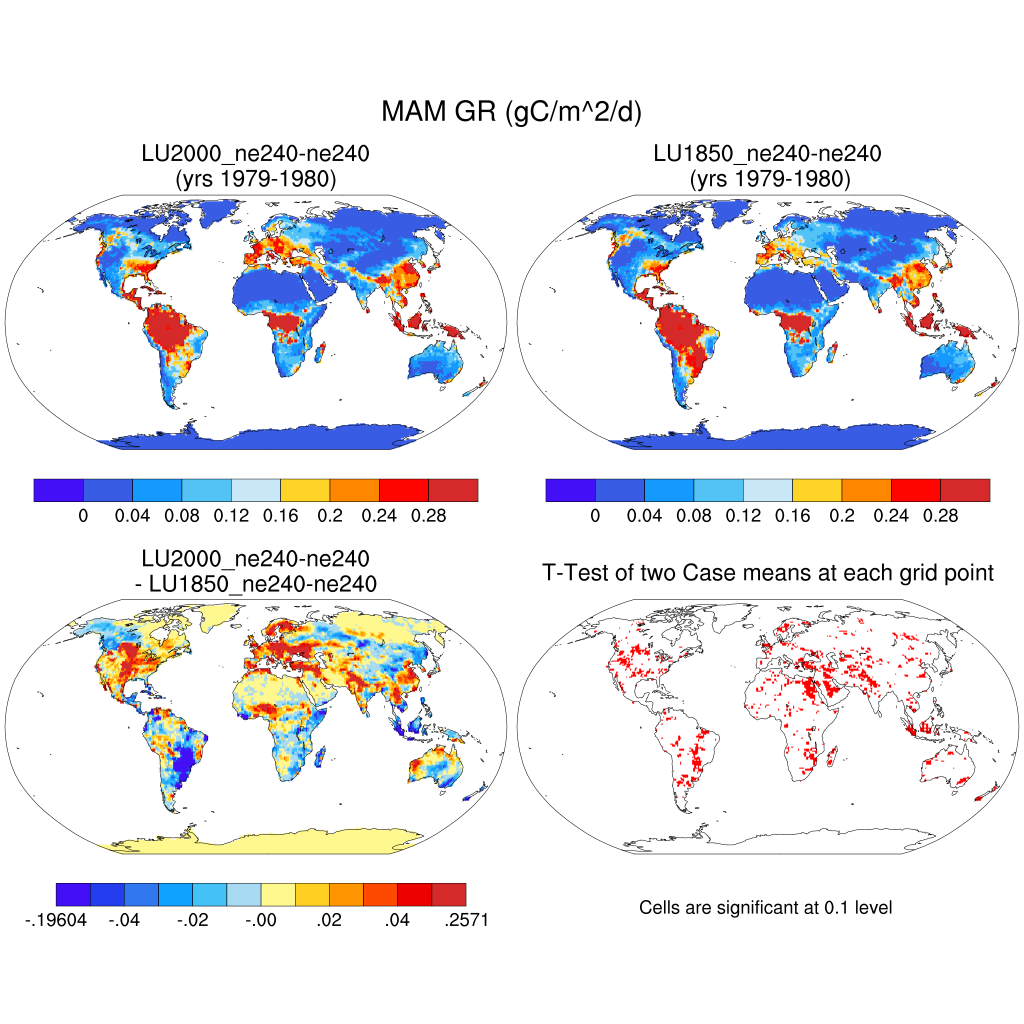 MAM GR (gC/m^2/d)
LU2000_ne240-ne240
(yrs 1979-1980)
LU1850_ne240-ne240
(yrs 1979-1980)
0 0.04 0.08 0.12 0.16 0.2 0.24 0.28
0 0.04 0.08 0.12 0.16 0.2 0.24 0.28
LU2000_ne240-ne240
- LU1850_ne240-ne240
T-Test of two Case means at each grid point
-.19604 -.04 -.02 -.00 .02 .04 .2571
Cells are significant at 0.1 level